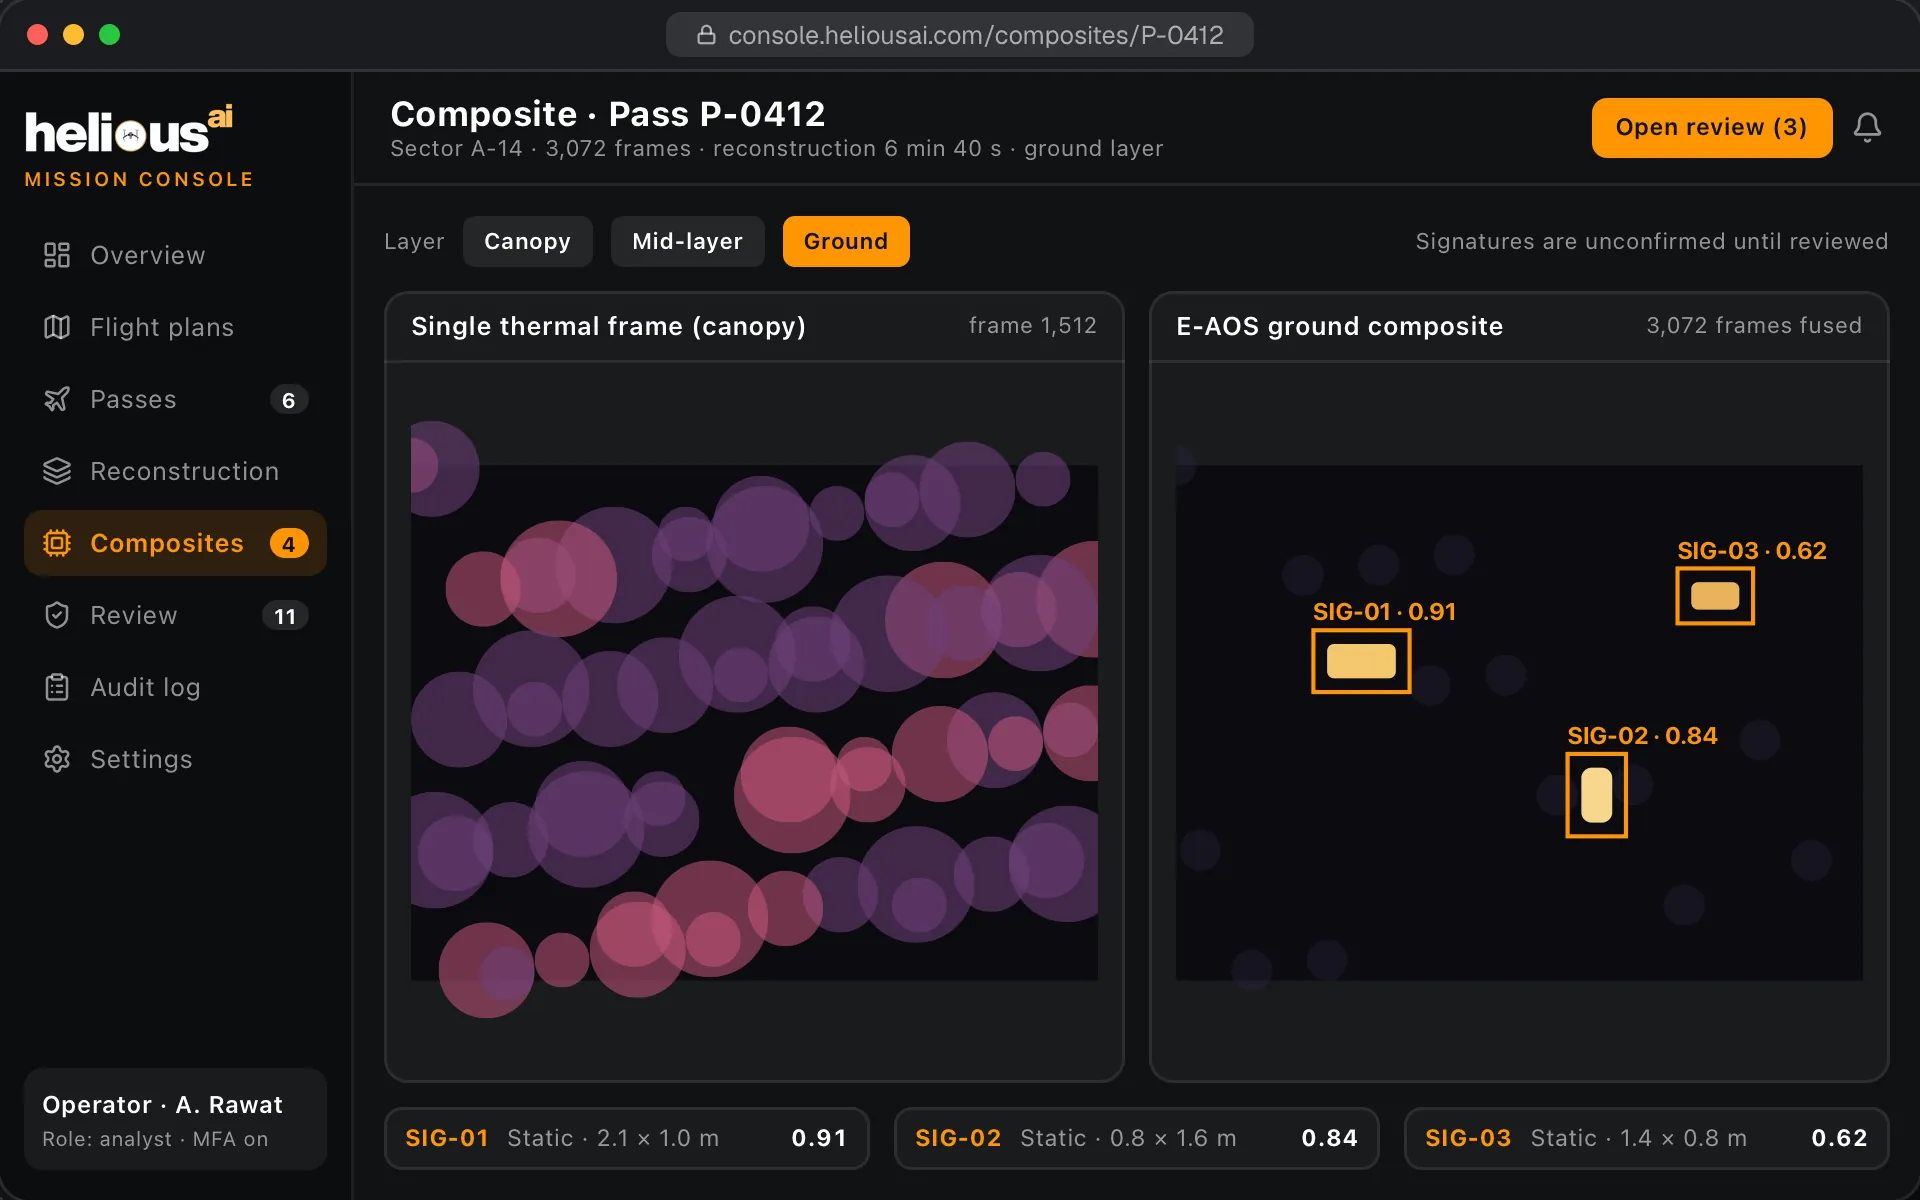 console.heliousai.com/composites/P-0412
heliousai
MISSION CONSOLE
Overview
Flight plans
Passes 6
Reconstruction
Composites 4
Review 11
Audit log
Settings
Operator · A. Rawat
Role: analyst · MFA on
Composite · Pass P-0412
Sector A-14 · 3,072 frames · reconstruction 6 min 40 s · ground layer
Open review (3)
Layer Canopy Mid-layer Ground
Signatures are unconfirmed until reviewed
Single thermal frame (canopy) frame 1,512
E-AOS ground composite 3,072 frames fused
SIG-03 · 0.62
SIG-01 · 0.91
SIG-02 · 0.84
SIG-01 Static · 2.1 × 1.0 m 0.91
SIG-02 Static · 0.8 × 1.6 m 0.84
SIG-03 Static · 1.4 × 0.8 m 0.62